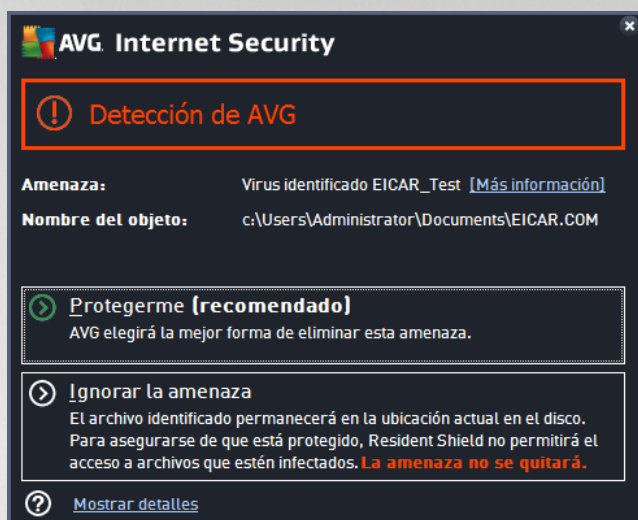 AVG. Internet Security
Detección de AVG
Amenaza: Virus identificado EICAR_Test [Más información]
Nombre del objeto: c:\Users\Administrator\Documents\EICAR.COM
Protegerme (recomendado)
AVG elegirá la mejor forma de eliminar esta amenaza.
Ignorar la amenaza
El archivo identificado permanecerá en la ubicación actual en el disco.
Para asegurarse de que está protegido, Resident Shield no permitirá el
acceso a archivos que estén infectados. La amenaza no se quitará.
Mostrar detalles